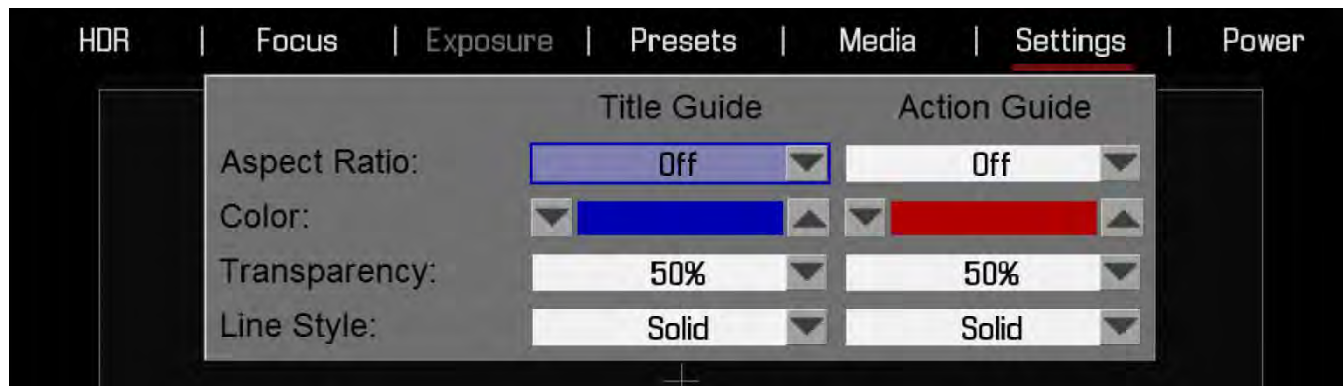 HDR | Focus | Exposure | Presets | Media | Settings | Power
Title Guide Action Guide
Aspect Ratio: Off Off
Color:
Transparency: 50% 50%
Line Style: Solid Solid